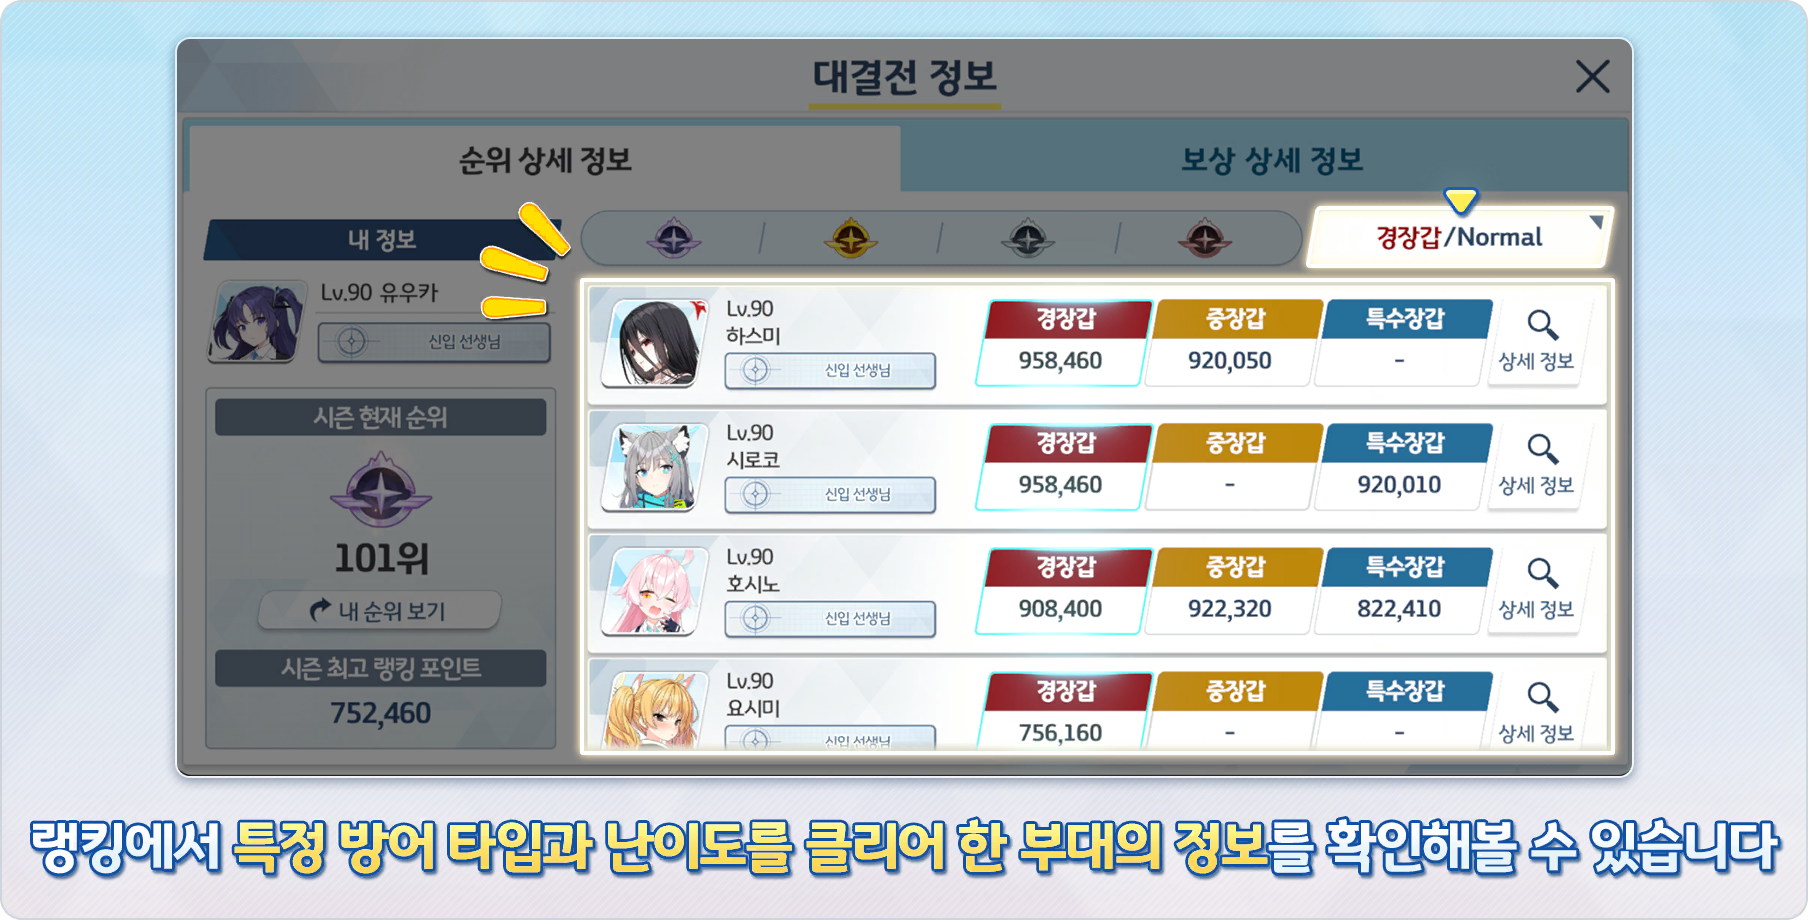 대결전 정보
순위 상세 정보
보상 상세 정보
내 정보
Lv.90 유우카
신입 선생님
시즌 현재 순위
101위
내 순위 보기
시즌 최고 랭킹 포인트
752,460
경장갑/Normal
Lv.90
하스미
신입 선생님
경장갑 중장갑 특수장갑
958,460 920,050 -
상세 정보
Lv.90
시로코
신입 선생님
경장갑 중장갑 특수장갑
958,460 - 920,010
상세 정보
Lv.90
호시노
신입 선생님
경장갑 중장갑 특수장갑
908,400 922,320 822,410
상세 정보
Lv.90
요시미
신입 선생님
경장갑 중장갑 특수장갑
756,160 - -
상세 정보
랭킹에서 특정 방어 타입과 난이도를 클리어 한 부대의 정보를 확인해볼 수 있습니다